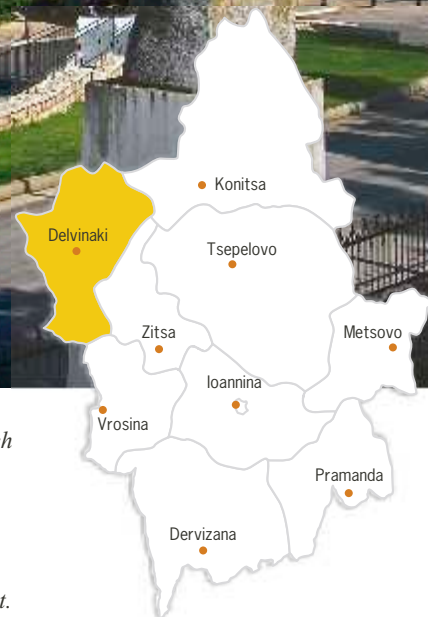 Konitsa
Delvinaki
Tsepelovo
Zitsa
Metsovo
Ioannina
Vrosina
Pramanda
Dervizana